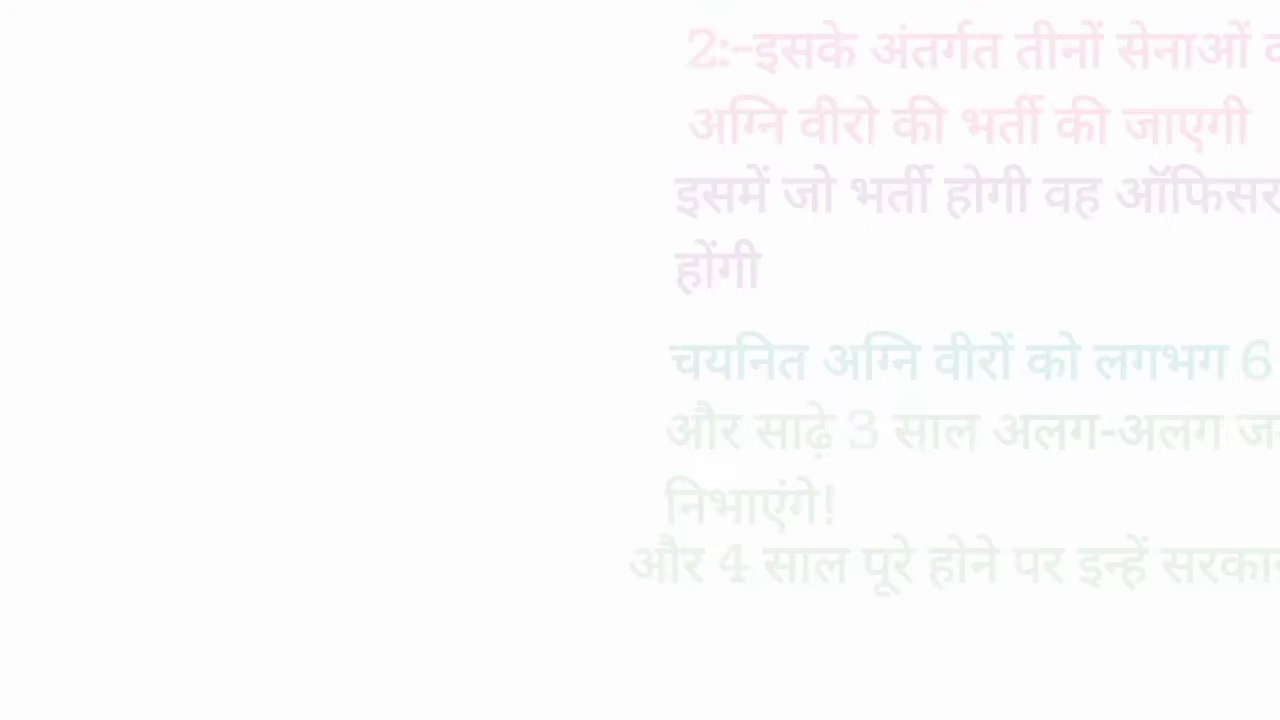 2:-इसके अंतर्गत तीनों सेनाओं
अग्नि वीरो की भर्ती की जाएगी
इसमें जो भर्ती होगी वह ऑफिसर
होंगी
चयनित अग्नि वीरों को लगभग 6
और साढ़े 3 साल अलग-अलग
निभाएंगे!
और 4 साल पूरे होने पर इन्हें